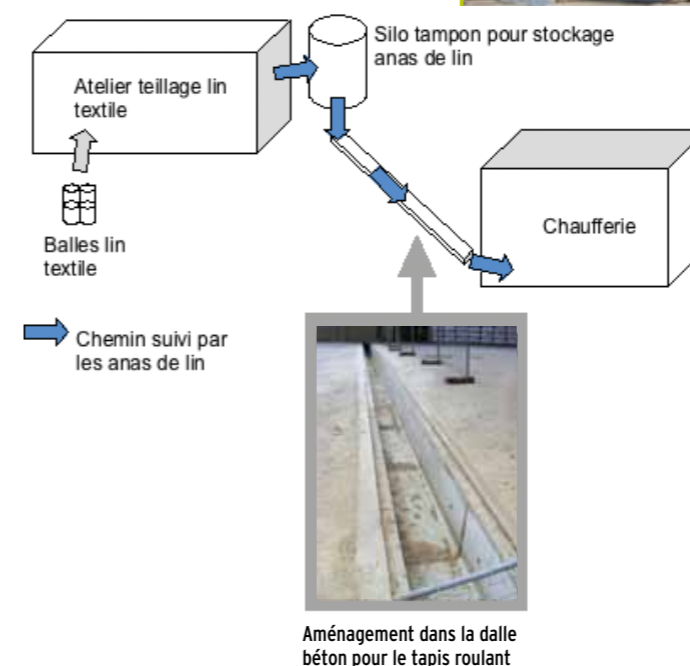 Silo tampon pour stockage
anas de lin
Atelier teillage lin
textile
Balles lin
textile
Chaufferie
Chemin suivi par
les anas de lin
Aménagement dans la dalle
béton pour le tapis roulant